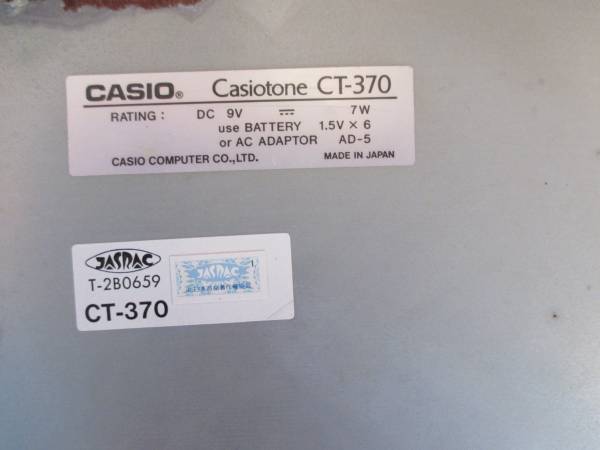 CASIO® Casiotone CT-370
RATING : DC 9V ⎓ 7W
use BATTERY 1.5V × 6
or AC ADAPTOR AD-5
CASIO COMPUTER CO.,LTD. MADE IN JAPAN
JASRAC
T-2B0659
CT-370
JASRAC
1